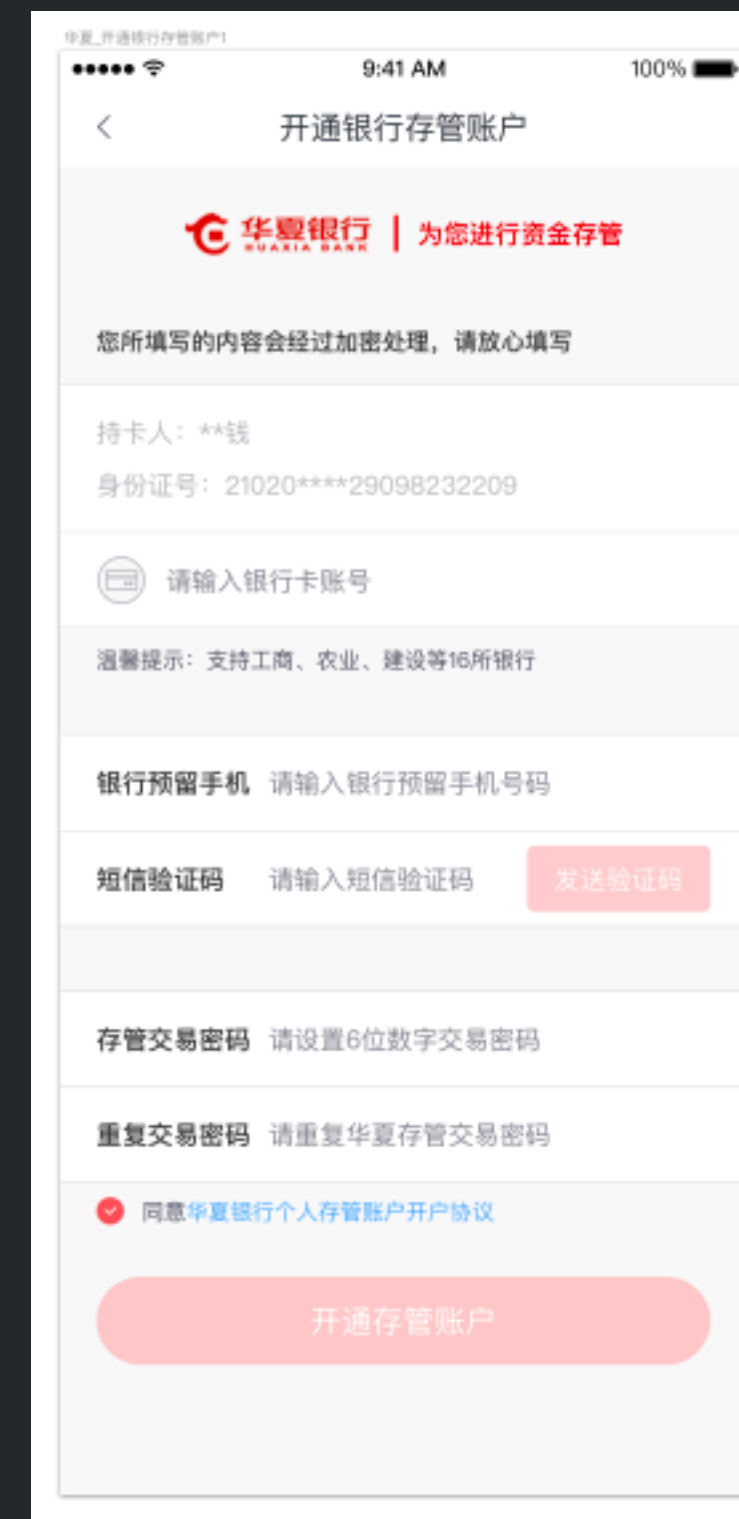 华夏_开通银行存管账户1
9:41 AM
100%
开通银行存管账户
华夏银行
HUAXIA BANK
为您进行资金存管
您所填写的内容会经过加密处理，请放心填写
持卡人：**钱
身份证号：21020****29098232209
请输入银行卡账号
温馨提示：支持工商、农业、建设等16所银行
银行预留手机 请输入银行预留手机号码
短信验证码 请输入短信验证码 发送验证码
存管交易密码 请设置6位数字交易密码
重复交易密码 请重复华夏存管交易密码
同意华夏银行个人存管账户开户协议
开通存管账户